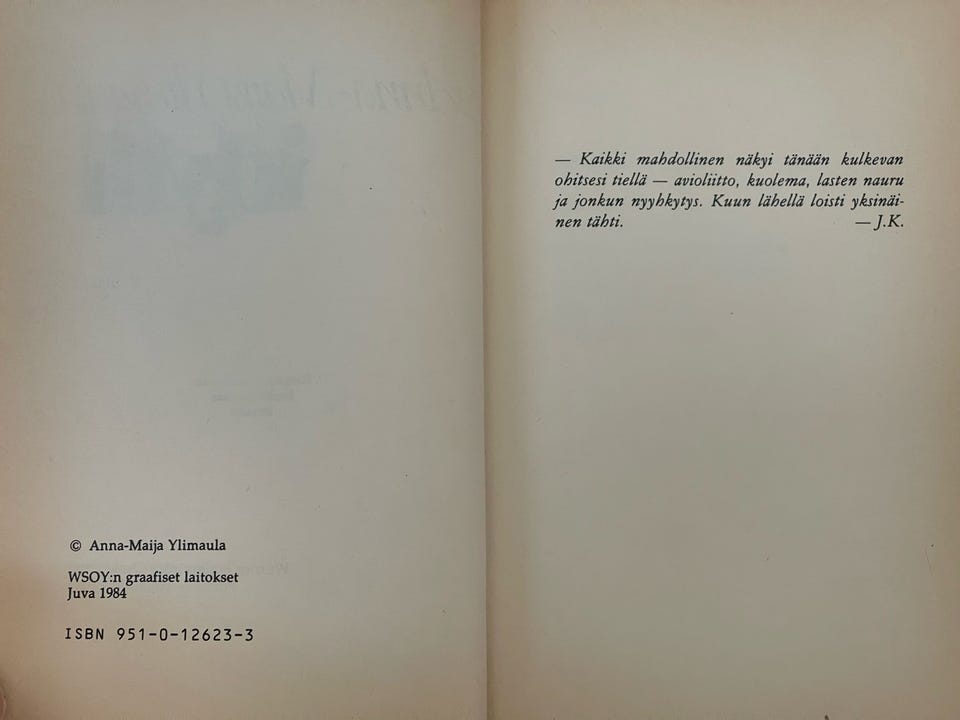 © Anna-Maija Ylimaula
WSOY:n graafiset laitokset
Juva 1984
ISBN 951-0-12623-3
— Kaikki mahdollinen näkyi tänään kulkevan
ohitsesi tiellä — avioliitto, kuolema, lasten nauru
ja jonkun nyyhkytys. Kuun lähellä loisti yksinäi-
nen tähti. — J.K.